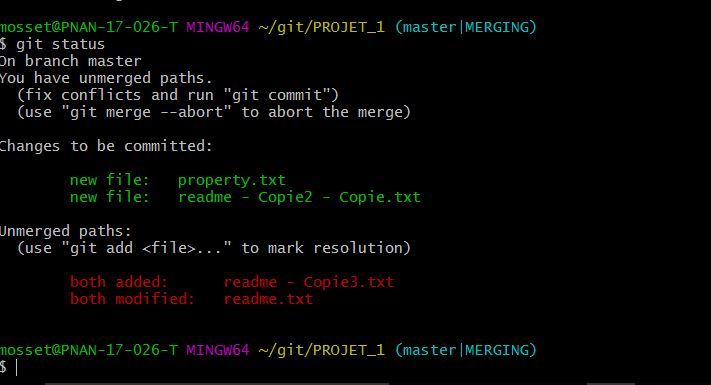 mosset@PNAN-17-026-T MINGW64 ~/git/PROJET_1 (master|MERGING)
$ git status
On branch master
You have unmerged paths.
  (fix conflicts and run "git commit")
  (use "git merge --abort" to abort the merge)

Changes to be committed:

        new file:   property.txt
        new file:   readme - Copie2 - Copie.txt

Unmerged paths:
  (use "git add <file>..." to mark resolution)

        both added:      readme - Copie3.txt
        both modified:   readme.txt

mosset@PNAN-17-026-T MINGW64 ~/git/PROJET_1 (master|MERGING)
$